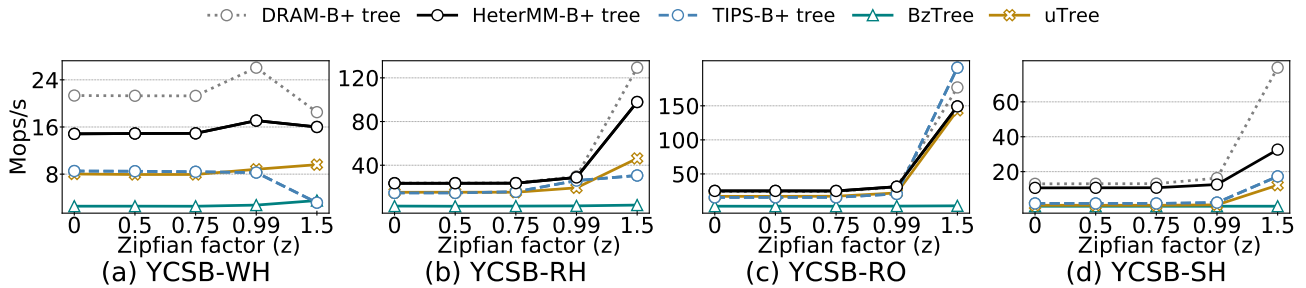 DRAM-B+ tree HeterMM-B+ tree TIPS-B+ tree BzTree uTree
Mops/s
24
16
8
0 0.5 0.75 0.99 1.5
Zipfian factor (z)
(a) YCSB-WH
120
80
40
0 0.5 0.75 0.99 1.5
Zipfian factor (z)
(b) YCSB-RH
150
100
50
0 0.5 0.75 0.99 1.5
Zipfian factor (z)
(c) YCSB-RO
60
40
20
0 0.5 0.75 0.99 1.5
Zipfian factor (z)
(d) YCSB-SH